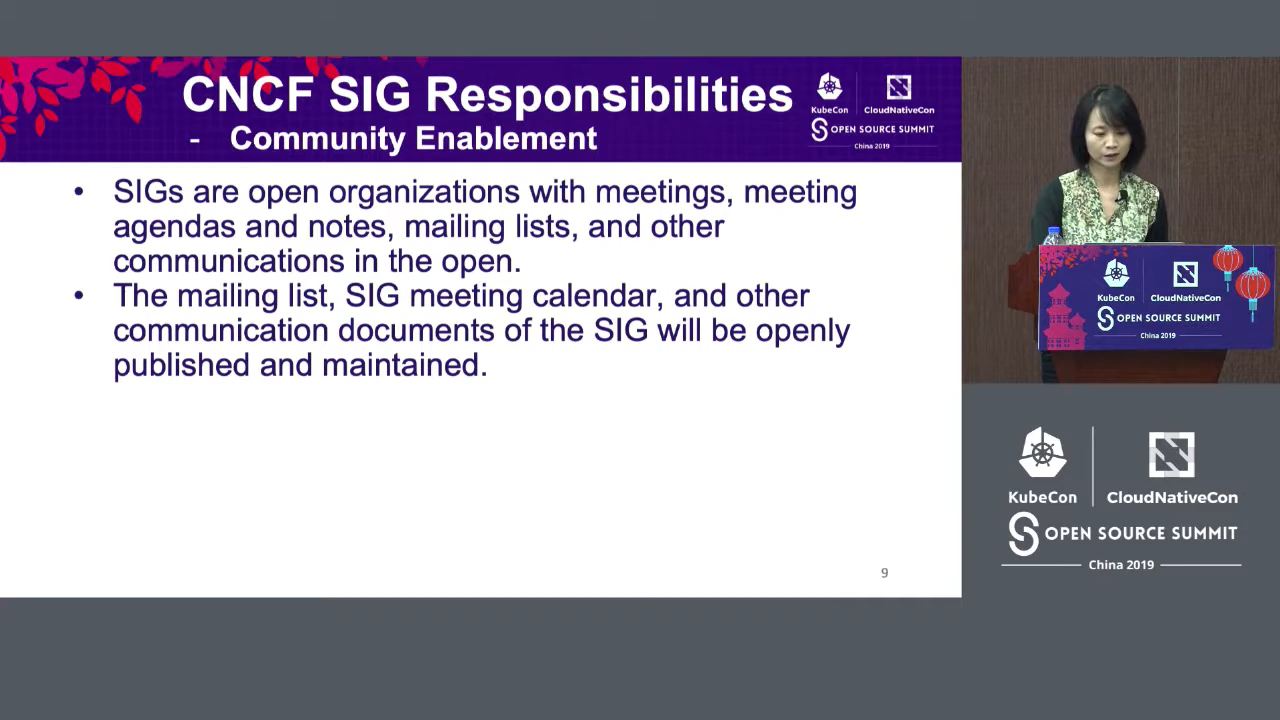 CNCF SIG Responsibilities
- Community Enablement
KubeCon
CloudNativeCon
OPEN SOURCE SUMMIT
China 2019
• SIGs are open organizations with meetings, meeting
agendas and notes, mailing lists, and other
communications in the open.
• The mailing list, SIG meeting calendar, and other
communication documents of the SIG will be openly
published and maintained.
9
KubeCon
CloudNativeCon
OPEN SOURCE SUMMIT
China 2019
KubeCon
CloudNativeCon
OPEN SOURCE SUMMIT
China 2019